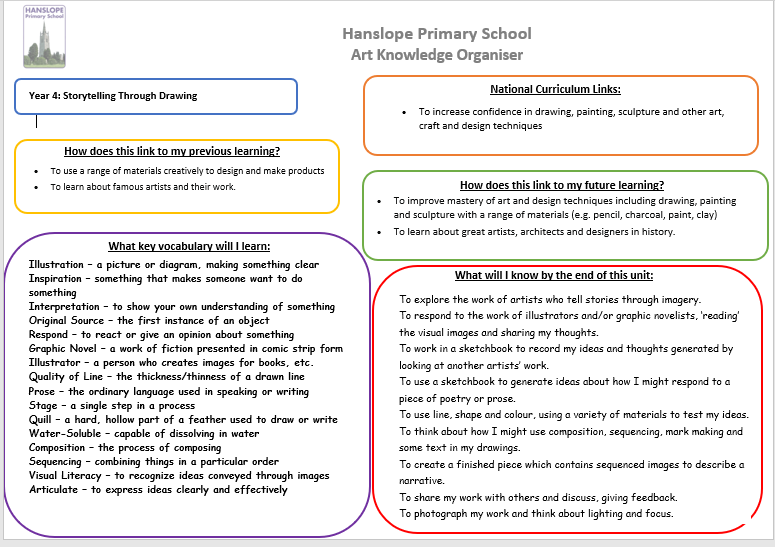 HANSLOPE
Primary School
Hanslope Primary School
Art Knowledge Organiser
Year 4: Storytelling Through Drawing
National Curriculum Links:
• To increase confidence in drawing, painting, sculpture and other art,
craft and design techniques
How does this link to my previous learning?
• To use a range of materials creatively to design and make products
• To learn about famous artists and their work.
How does this link to my future learning?
• To improve mastery of art and design techniques including drawing, painting
and sculpture with a range of materials (e.g. pencil, charcoal, paint, clay)
• To learn about great artists, architects and designers in history.
What key vocabulary will I learn:
Illustration – a picture or diagram, making something clear
Inspiration – something that makes someone want to do
something
Interpretation – to show your own understanding of something
Original Source – the first instance of an object
Respond – to react or give an opinion about something
Graphic Novel – a work of fiction presented in comic strip form
Illustrator – a person who creates images for books, etc.
Quality of Line – the thickness/thinness of a drawn line
Prose – the ordinary language used in speaking or writing
Stage – a single step in a process
Quill – a hard, hollow part of a feather used to draw or write
Water-Soluble – capable of dissolving in water
Composition – the process of composing
Sequencing – combining things in a particular order
Visual Literacy – to recognize ideas conveyed through images
Articulate – to express ideas clearly and effectively
What will I know by the end of this unit:
To explore the work of artists who tell stories through imagery.
To respond to the work of illustrators and/or graphic novelists, 'reading'
the visual images and sharing my thoughts.
To work in a sketchbook to record my ideas and thoughts generated by
looking at another artists' work.
To use a sketchbook to generate ideas about how I might respond to a
piece of poetry or prose.
To use line, shape and colour, using a variety of materials to test my ideas.
To think about how I might use composition, sequencing, mark making and
some text in my drawings.
To create a finished piece which contains sequenced images to describe a
narrative.
To share my work with others and discuss, giving feedback.
To photograph my work and think about lighting and focus.